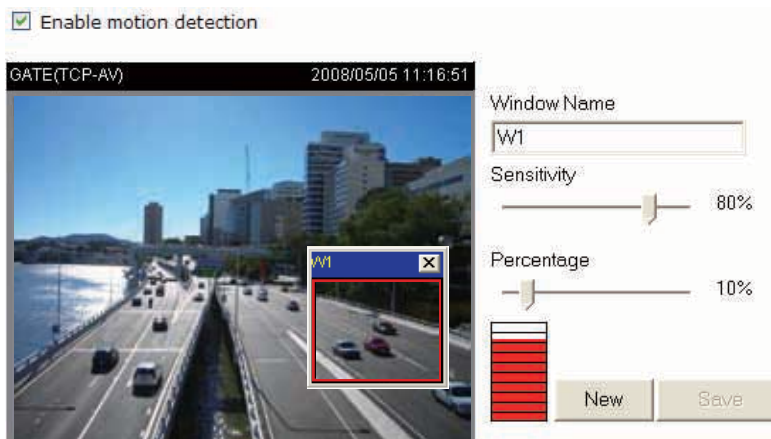 Enable motion detection
GATE(TCP-AV) 2008/05/05 11:16:51
Window Name
W1
Sensitivity
80%
W1
Percentage
10%
New Save